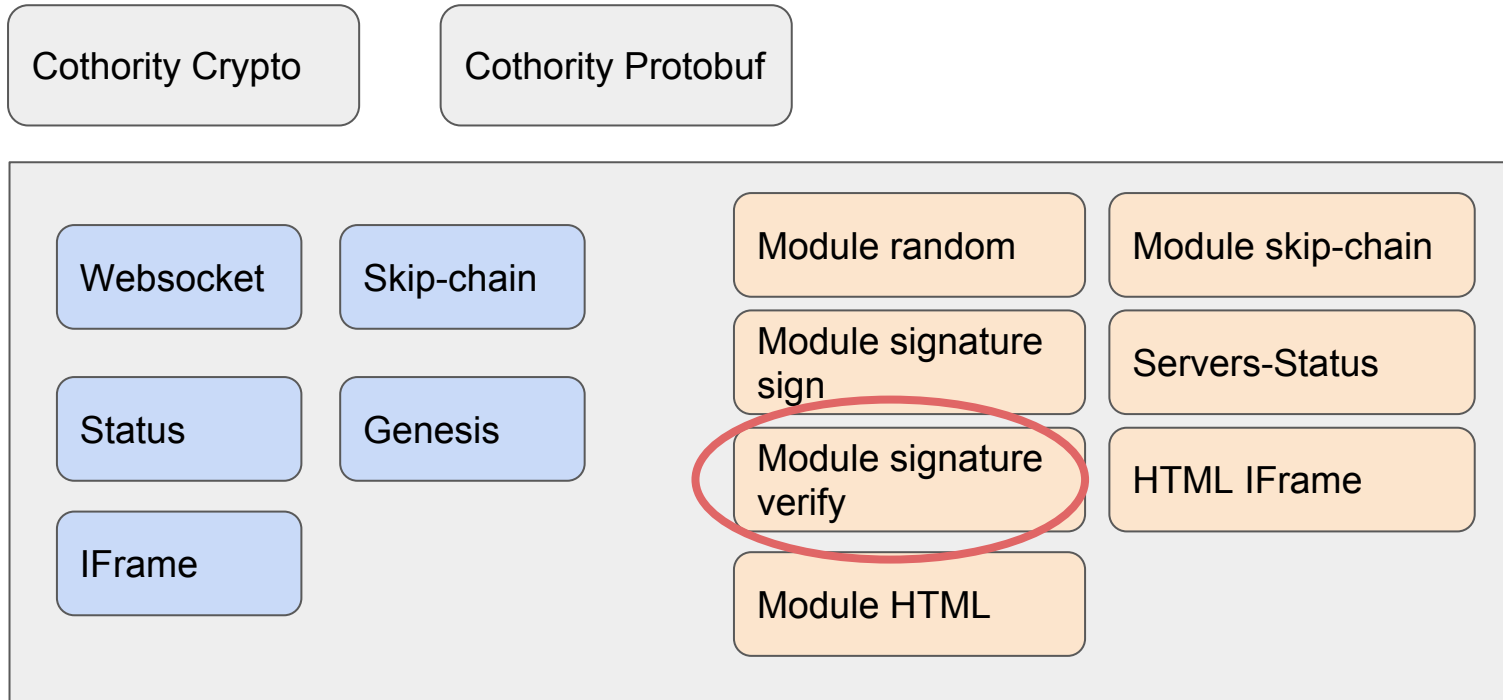 Cothority Crypto
Cothority Protobuf
Websocket
Skip-chain
Status
Genesis
IFrame
Module random
Module skip-chain
Module signature
sign
Servers-Status
Module signature
verify
HTML IFrame
Module HTML